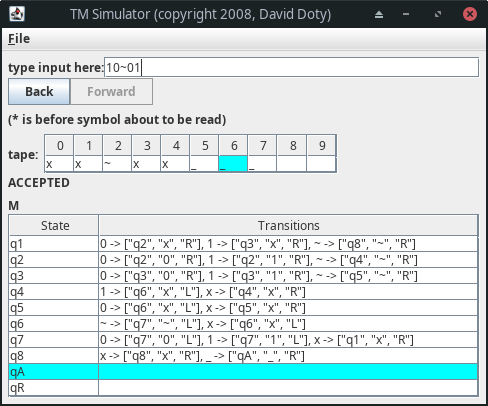 TM Simulator (copyright 2008, David Doty)
File
type input here: 10~01
Back Forward
(* is before symbol about to be read)
0 1 2 3 4 5 6 7 8 9
tape: x x ~ x x _ _ _
ACCEPTED
M
State Transitions
q1 0 -> ["q2", "x", "R"], 1 -> ["q3", "x", "R"], ~ -> ["q8", "~", "R"]
q2 0 -> ["q2", "0", "R"], 1 -> ["q2", "1", "R"], ~ -> ["q4", "~", "R"]
q3 0 -> ["q3", "0", "R"], 1 -> ["q3", "1", "R"], ~ -> ["q5", "~", "R"]
q4 1 -> ["q6", "x", "L"], x -> ["q4", "x", "R"]
q5 0 -> ["q6", "x", "L"], x -> ["q5", "x", "R"]
q6 ~ -> ["q7", "~", "L"], x -> ["q6", "x", "L"]
q7 0 -> ["q7", "0", "L"], 1 -> ["q7", "1", "L"], x -> ["q1", "x", "R"]
q8 x -> ["q8", "x", "R"], _ -> ["qA", "_", "R"]
qA
qR